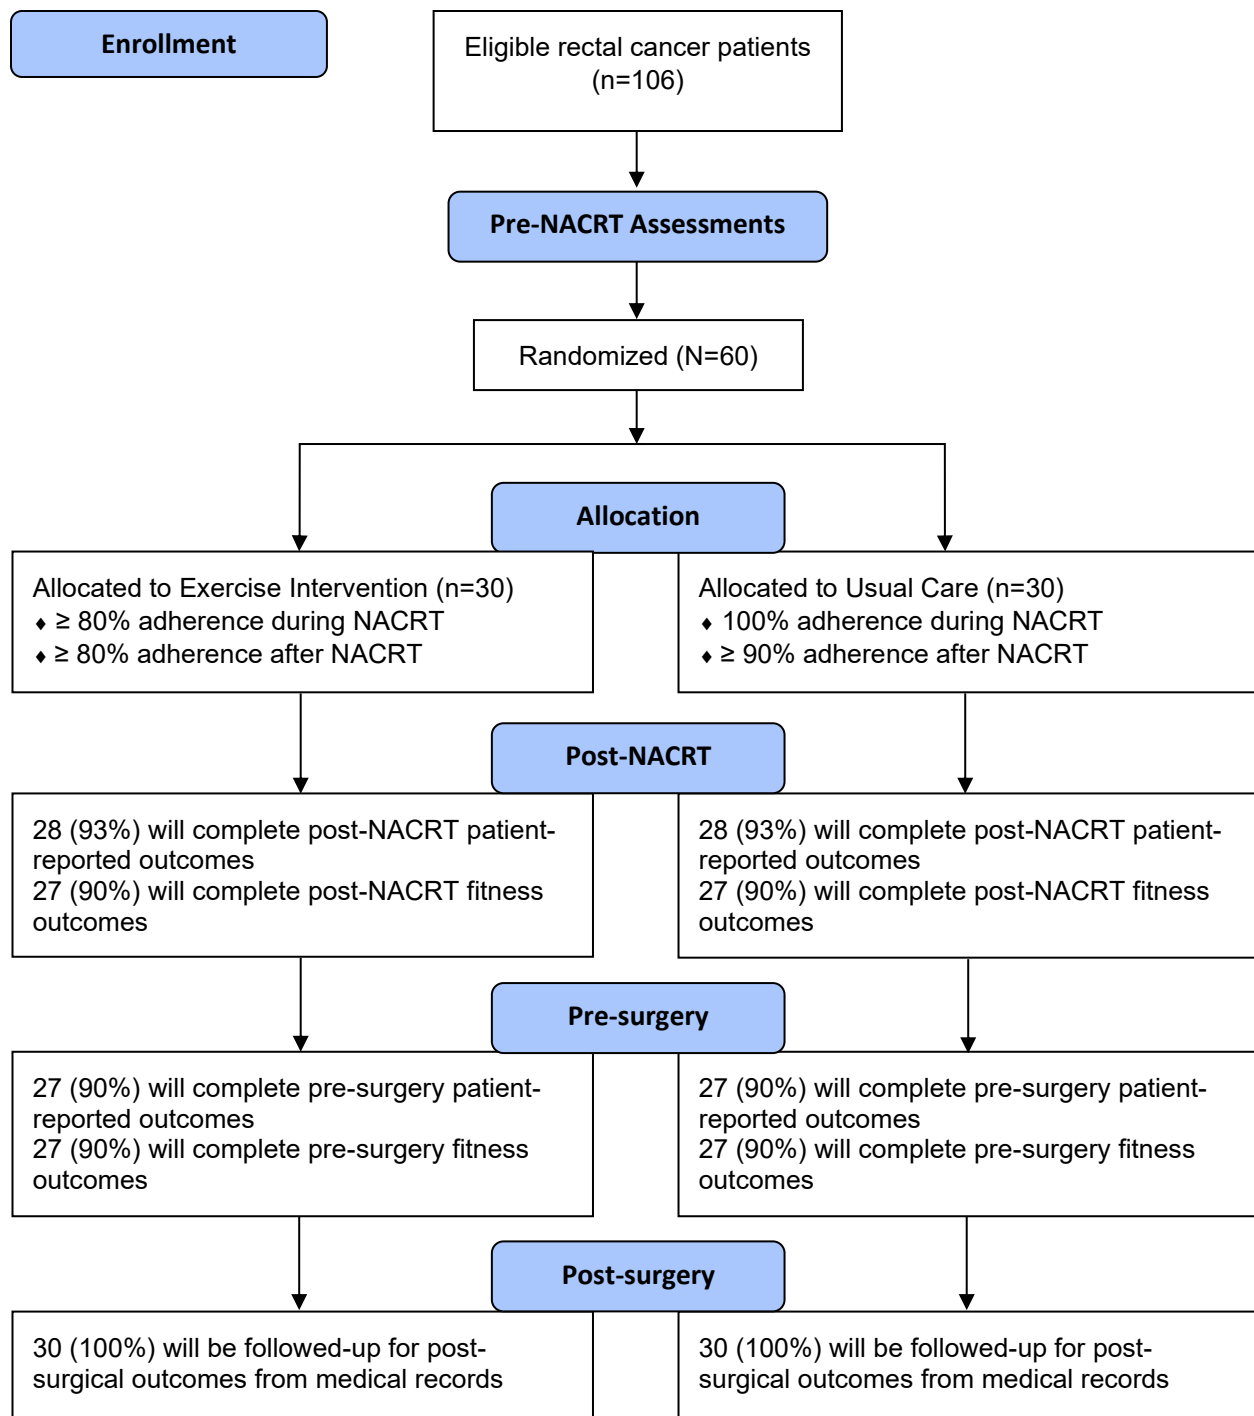 Enrollment
Eligible rectal cancer patients
(n=106)
Pre-NACRT Assessments
Randomized (N=60)
Allocation
Allocated to Exercise Intervention (n=30)
♦ ≥ 80% adherence during NACRT
♦ ≥ 80% adherence after NACRT
Allocated to Usual Care (n=30)
♦ 100% adherence during NACRT
♦ ≥ 90% adherence after NACRT
Post-NACRT
28 (93%) will complete post-NACRT patient-
reported outcomes
27 (90%) will complete post-NACRT fitness
outcomes
28 (93%) will complete post-NACRT patient-
reported outcomes
27 (90%) will complete post-NACRT fitness
outcomes
Pre-surgery
27 (90%) will complete pre-surgery patient-
reported outcomes
27 (90%) will complete pre-surgery fitness
outcomes
27 (90%) will complete pre-surgery patient-
reported outcomes
27 (90%) will complete pre-surgery fitness
outcomes
Post-surgery
30 (100%) will be followed-up for post-
surgical outcomes from medical records
30 (100%) will be followed-up for post-
surgical outcomes from medical records